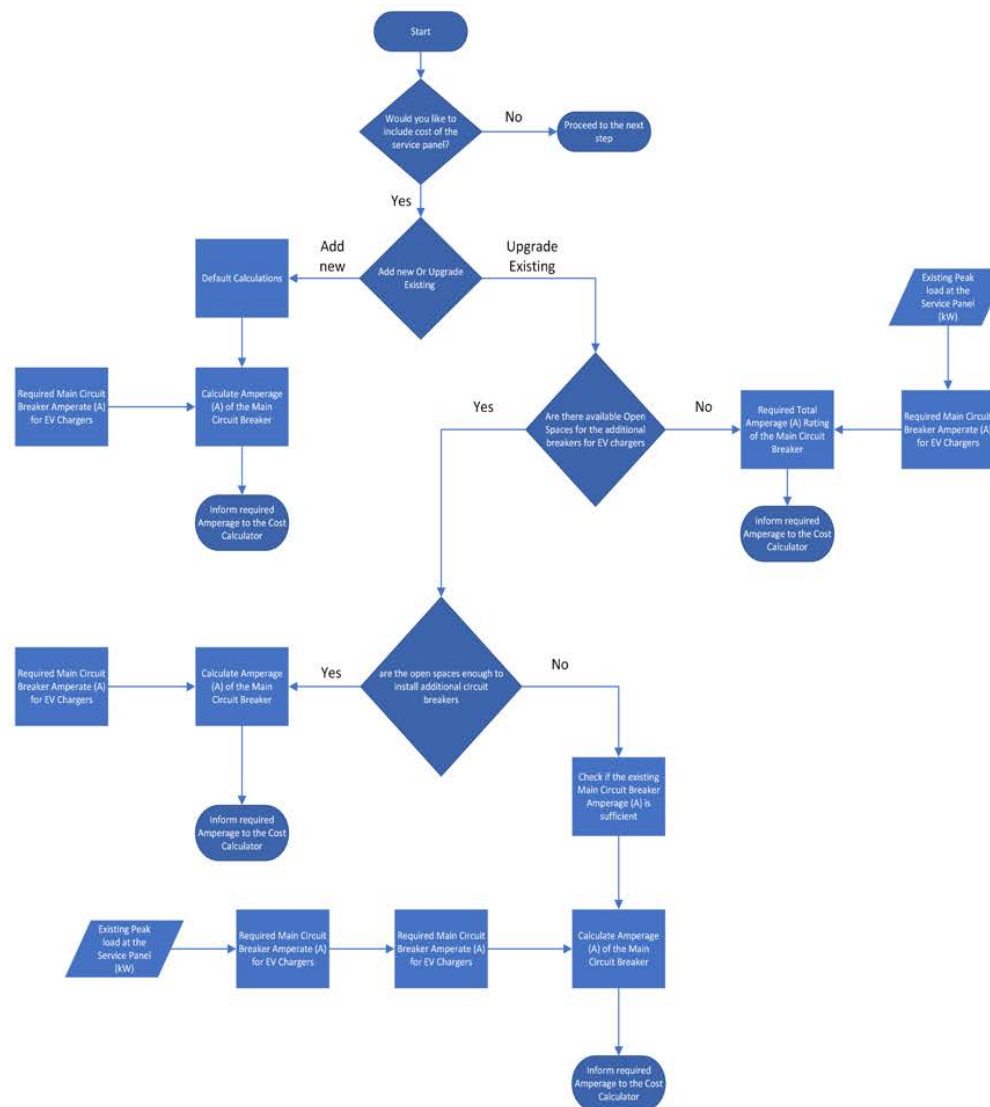 Start
Would you like to
include cost of the
service panel?
No
Proceed to the next
step
Yes
Add
new
Upgrade
Existing
Default Calculations
Add new Or Upgrade
Existing
Existing Peak
load at the
Service Panel
(kW)
Required Main Circuit
Breaker Amperate (A)
for EV Chargers
Calculate Amperage
(A) of the Main
Circuit Breaker
Yes
Are there available Open
Spaces for the additional
breakers for EV chargers
No
Required Total
Amperage (A) Rating
of the Main Circuit
Breaker
Required Main Circuit
Breaker Amperate (A)
for EV Chargers
Inform required
Amperage to the Cost
Calculator
Inform required
Amperage to the Cost
Calculator
Required Main Circuit
Breaker Amperate (A)
for EV Chargers
Calculate Amperage
(A) of the Main
Circuit Breaker
Yes
are the open spaces enough to
install additional circuit
breakers
No
Check if the existing
Main Circuit Breaker
Amperage (A) is
sufficient
Inform required
Amperage to the Cost
Calculator
Existing Peak
load at the
Service Panel
(kW)
Required Main Circuit
Breaker Amperate (A)
for EV Chargers
Required Main Circuit
Breaker Amperate (A)
for EV Chargers
Calculate Amperage
(A) of the Main
Circuit Breaker
Inform required
Amperage to the Cost
Calculator